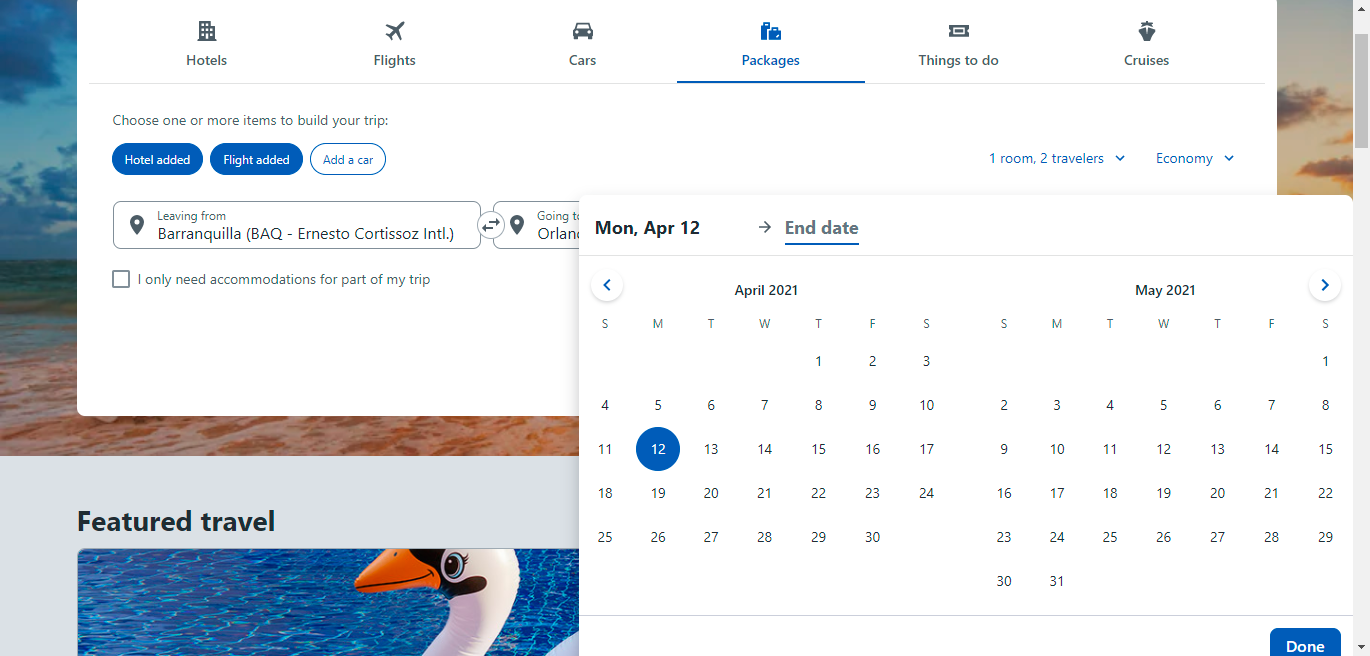 Hotels Flights Cars Packages Things to do Cruises
Choose one or more items to build your trip:
Hotel added Flight added Add a car 1 room, 2 travelers Economy
Leaving from
Barranquilla (BAQ - Ernesto Cortissoz Intl.)
Going to
Orlan
I only need accommodations for part of my trip
Mon, Apr 12 End date
April 2021
S M T W T F S
1 2 3
4 5 6 7 8 9 10
11 12 13 14 15 16 17
18 19 20 21 22 23 24
25 26 27 28 29 30
May 2021
S M T W T F S
1
2 3 4 5 6 7 8
9 10 11 12 13 14 15
16 17 18 19 20 21 22
23 24 25 26 27 28 29
30 31
Done
Featured travel